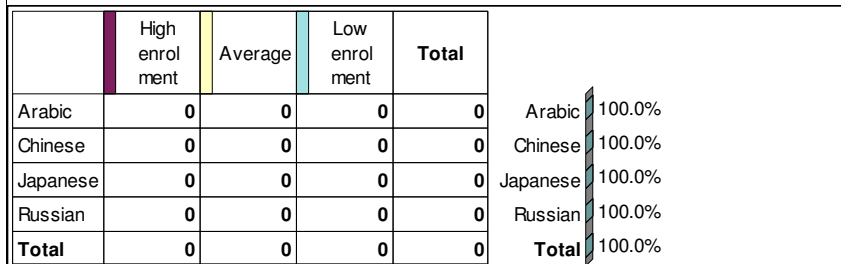 High enrol ment Average Low enrol ment Total
Arabic 0 0 0 0 Arabic 100.0%
Chinese 0 0 0 0 Chinese 100.0%
Japanese 0 0 0 0 Japanese 100.0%
Russian 0 0 0 0 Russian 100.0%
Total 0 0 0 0 Total 100.0%